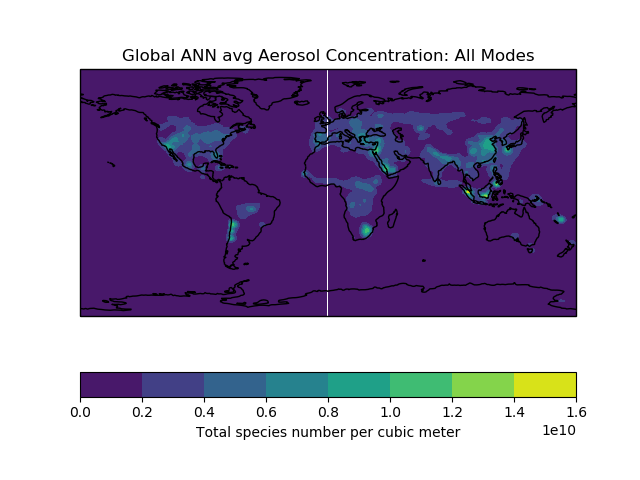 Global ANN avg Aerosol Concentration: All Modes
0.0 0.2 0.4 0.6 0.8 1.0 1.2 1.4 1.6
1e10
Total species number per cubic meter